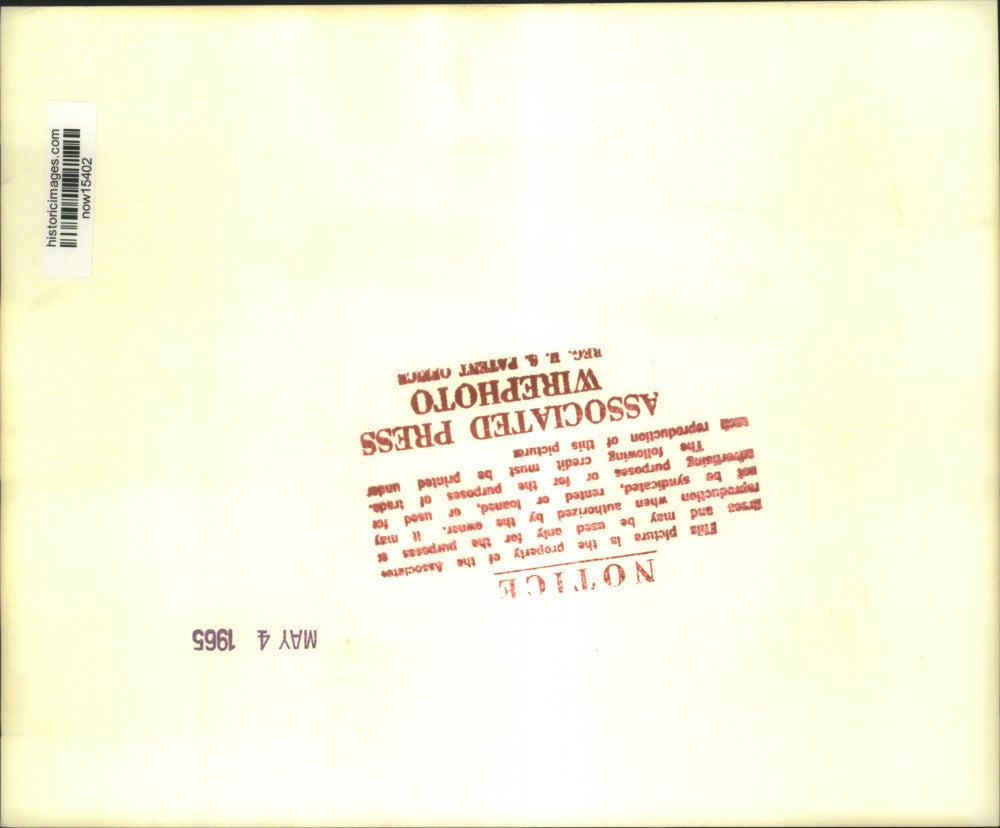 historicimages.com
now15402
NOTICE
This picture is the property of the Associated
Press and may be used only for the purposes of
reproduction when authorized by the owner. it may
not be syndicated, rented or loaned, or used for
advertising purposes or for the purposes of trade.
The following credit must be printed under
each reproduction of this picture:
ASSOCIATED PRESS
WIREPHOTO
REG. U. S. PATENT OFFICE
MAY 4 1965